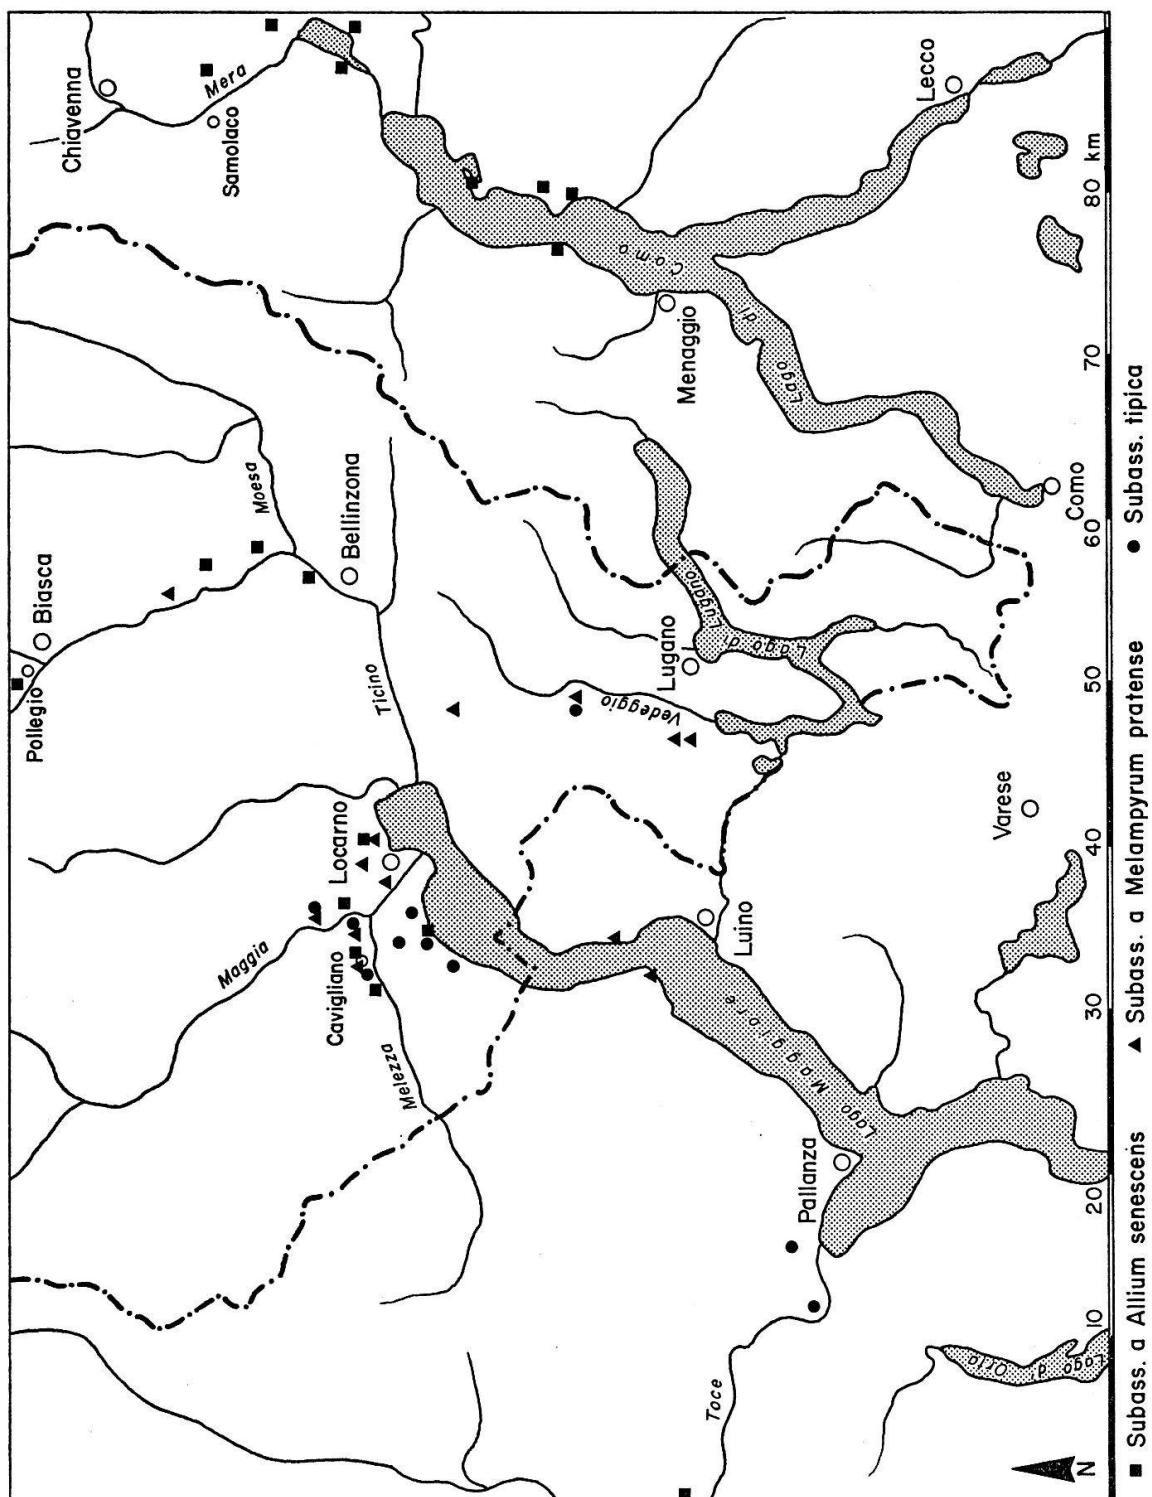 Chiavenna
Mera
Samolaco
Pollegio
Biasca
Moesa
Bellinzona
Ticino
Locarno
Maggia
Cavigliano
Melezza
Lago di Como
Menaggio
Lecco
Lago di Lugano
Lugano
Vedeggio
Luino
Varese
Como
Lago Maggiore
Pallanza
Toce
Lago d'Orta
N
10 20 30 40 50 60 70 80 km
■ Subass. a Allium senescens ▲ Subass. a Melampyrum pratense ● Subass. tipica